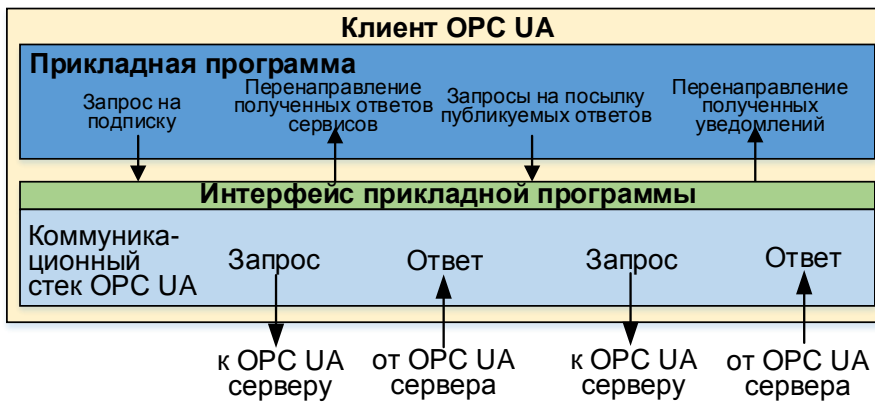 Клиент OPC UA
Прикладная программа
Запрос на
подписку
Перенаправление
полученных ответов
сервисов
Запросы на посылку
публикуемых ответов
Перенаправление
полученных
уведомлений
Интерфейс прикладной программы
Коммуника-
ционный
стек OPC UA
Запрос
Ответ
Запрос
Ответ
к OPC UA
серверу
от OPC UA
сервера
к OPC UA
серверу
от OPC UA
сервера